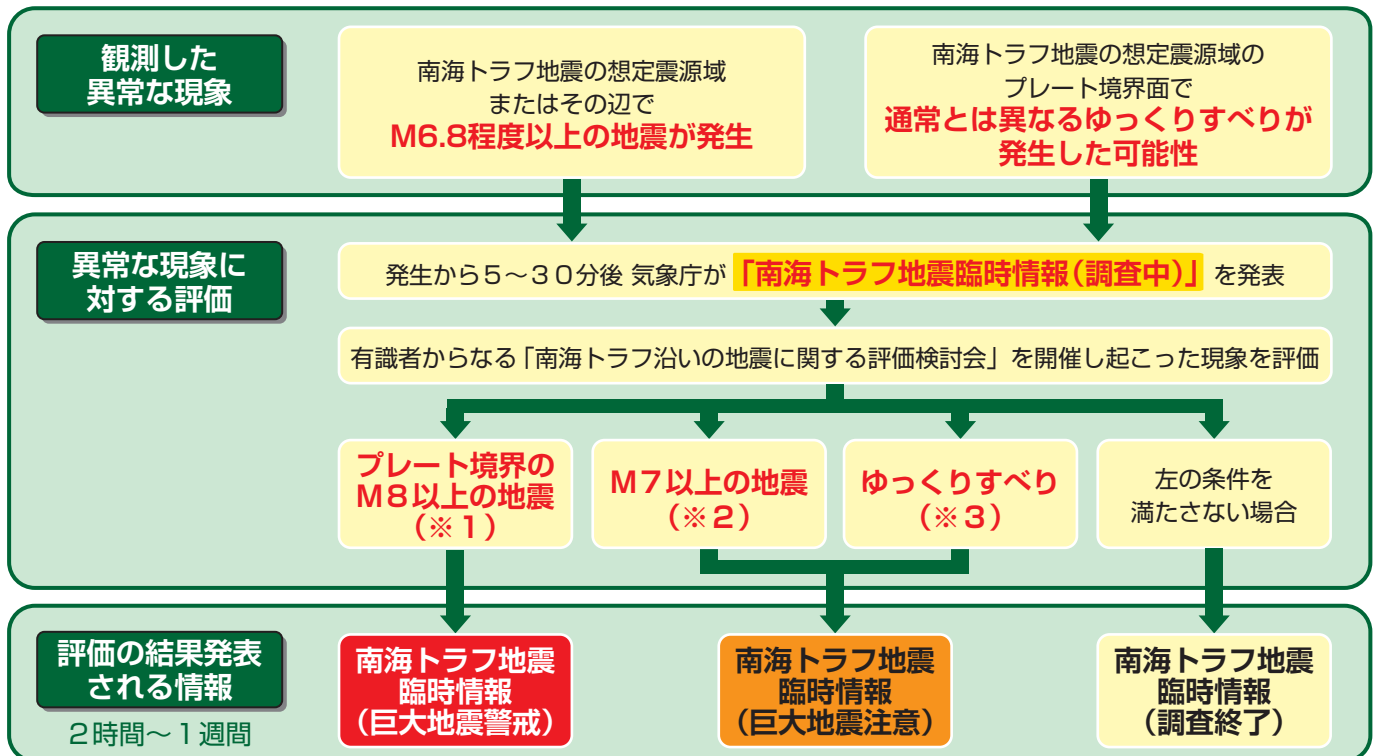 観測した
異常な現象
南海トラフ地震の想定震源域
またはその辺で
M6.8程度以上の地震が発生
南海トラフ地震の想定震源域の
プレート境界面で
通常とは異なるゆっくりすべりが
発生した可能性
異常な現象に
対する評価
発生から5〜30分後 気象庁が「南海トラフ地震臨時情報(調査中)」を発表
有識者からなる「南海トラフ沿いの地震に関する評価検討会」を開催し起こった現象を評価
プレート境界の
M8以上の地震
(※1)
M7以上の地震
(※2)
ゆっくりすべり
(※3)
左の条件を
満たさない場合
評価の結果発表
される情報
2時間〜1週間
南海トラフ地震
臨時情報
(巨大地震警戒)
南海トラフ地震
臨時情報
(巨大地震注意)
南海トラフ地震
臨時情報
(調査終了)